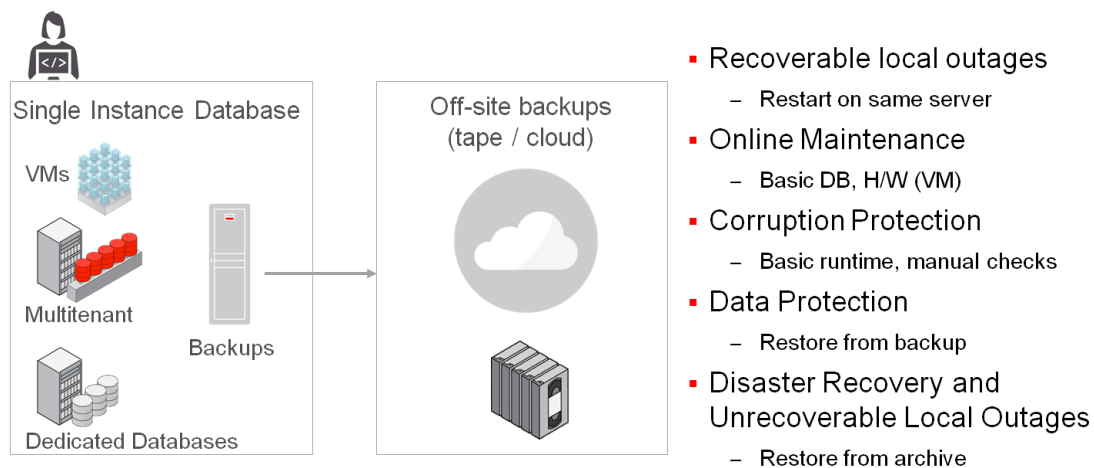 </>
Single Instance Database
VMs
Multitenant
Dedicated Databases
Backups
Off-site backups
(tape / cloud)
▪ Recoverable local outages
– Restart on same server
▪ Online Maintenance
– Basic DB, H/W (VM)
▪ Corruption Protection
– Basic runtime, manual checks
▪ Data Protection
– Restore from backup
▪ Disaster Recovery and
Unrecoverable Local Outages
– Restore from archive